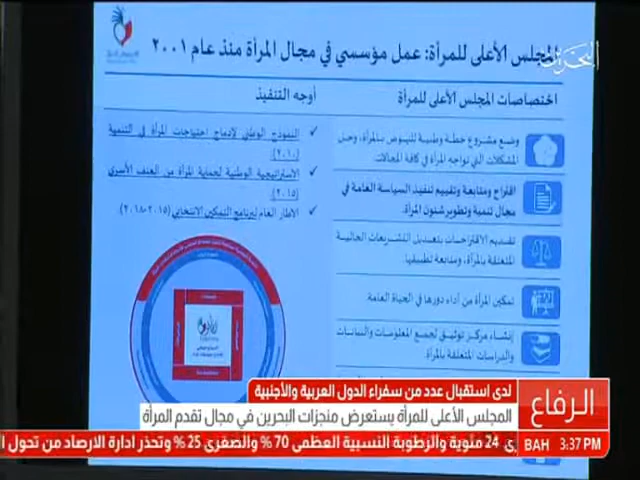 المجلس الأعلى للمرأة: عمل مؤسسي في مجال المرأة منذ عام ٢٠٠١
البحرين
اختصاصات المجلس الأعلى للمرأة
وضع مشروع خطة وطنية للنهوض بالمرأة، وحل
المشكلات التي تواجه المرأة في كافة المجالات.
اقتراح ومتابعة وتقييم تنفيذ السياسة العامة في
مجال تنمية وتطوير شئون المرأة.
تقديم الاقتراحات بتعديل التشريعات الحالية
المتعلقة بالمرأة، ومتابعة تطبيقها.
تمكين المرأة من أداء دورها في الحياة العامة.
إنشاء مركز توثيق لجمع المعلومات والبيانات
والدراسات المتعلقة بالمرأة.
أوجه التنفيذ
✓ النموذج الوطني لإدماج احتياجات المرأة في التنمية
(٢٠١٠).
✓ الاستراتيجية الوطنية لحماية المرأة من العنف الأسري
(٢٠١٥).
✓ الاطار العام لبرنامج التمكين الانتخابي (٢٠١٥-٢٠١٨)
لدى استقبال عدد من سفراء الدول العربية والأجنبية
المجلس الأعلى للمرأة يستعرض منجزات البحرين في مجال تقدم المرأة
الرفاع
BAH 3:37 PM
24 مئوية والرطوبة النسبية العظمى 70 % والصغرى 25 % وتحذر ادارة الارصاد من تحول